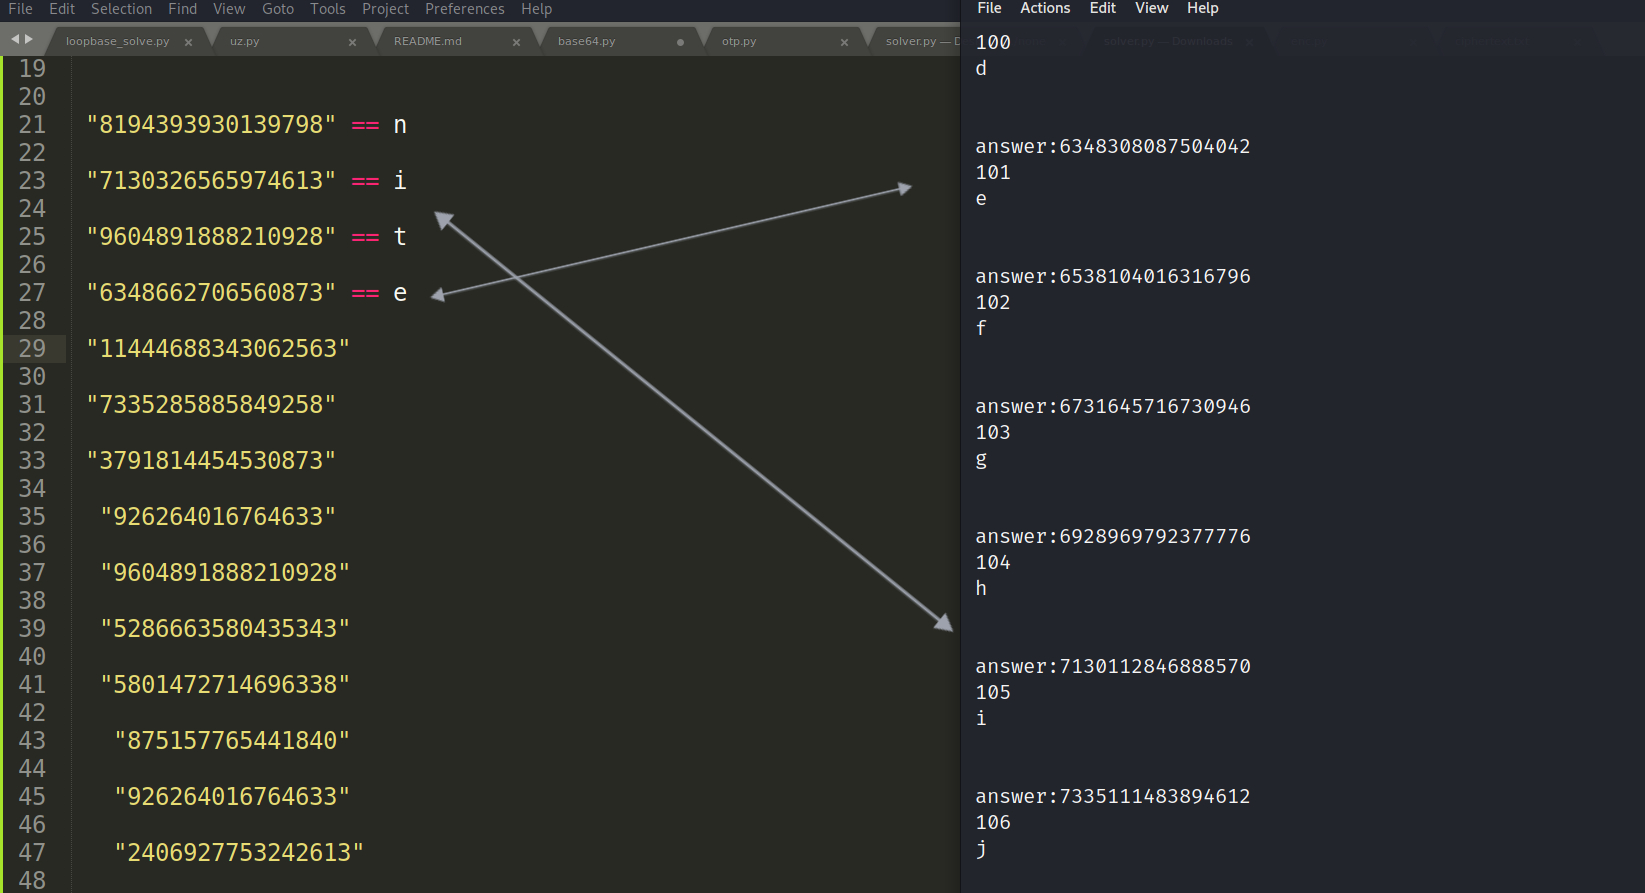 File Edit Selection Find View Goto Tools Project Preferences Help
loopbase_solve.py × uz.py × README.md × base64.py ● otp.py × solver.py — D
19
20
21 "8194393930139798" == n
22
23 "7130326565974613" == i
24
25 "9604891888210928" == t
26
27 "6348662706560873" == e
28
29 "11444688343062563"
30
31 "7335285885849258"
32
33 "3791814454530873"
34
35 "926264016764633"
36
37 "9604891888210928"
38
39 "5286663580435343"
40
41 "5801472714696338"
42
43 "875157765441840"
44
45 "926264016764633"
46
47 "2406927753242613"
48
File Actions Edit View Help
solver.py — Downloads
100
d
answer:6348308087504042
101
e
answer:6538104016316796
102
f
answer:6731645716730946
103
g
answer:6928969792377776
104
h
answer:7130112846888570
105
i
answer:7335111483894612
106
j